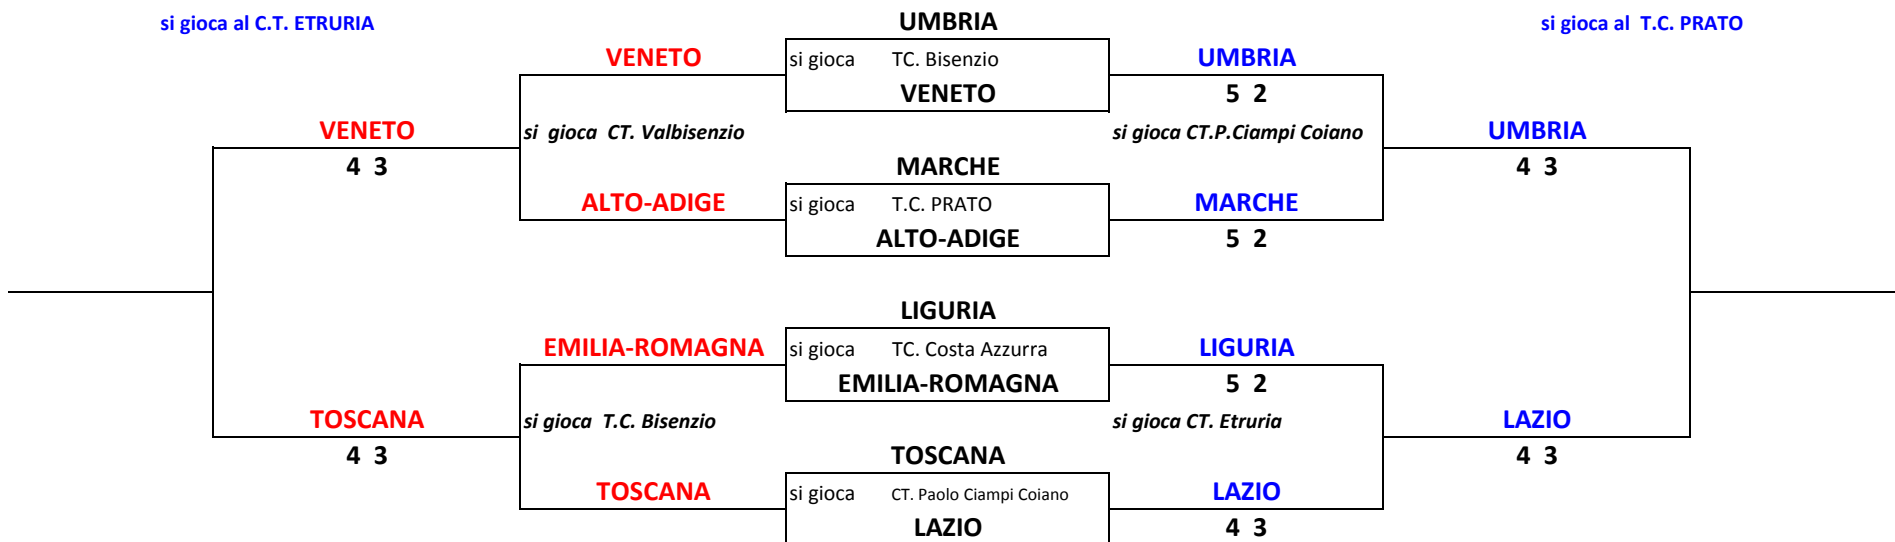 UMBRIA
si gioca al C.T. ETRURIA
si gioca al T.C. PRATO
VENETO
si gioca TC. Bisenzio
UMBRIA
VENETO
5 2
VENETO
si gioca CT. Valbisenzio
si gioca CT.P.Ciampi Coiano
UMBRIA
4 3
MARCHE
4 3
ALTO-ADIGE
si gioca T.C. PRATO
MARCHE
ALTO-ADIGE
5 2
LIGURIA
EMILIA-ROMAGNA
si gioca TC. Costa Azzurra
LIGURIA
EMILIA-ROMAGNA
5 2
TOSCANA
si gioca T.C. Bisenzio
si gioca CT. Etruria
LAZIO
4 3
TOSCANA
4 3
TOSCANA
si gioca CT. Paolo Ciampi Coiano
LAZIO
LAZIO
4 3